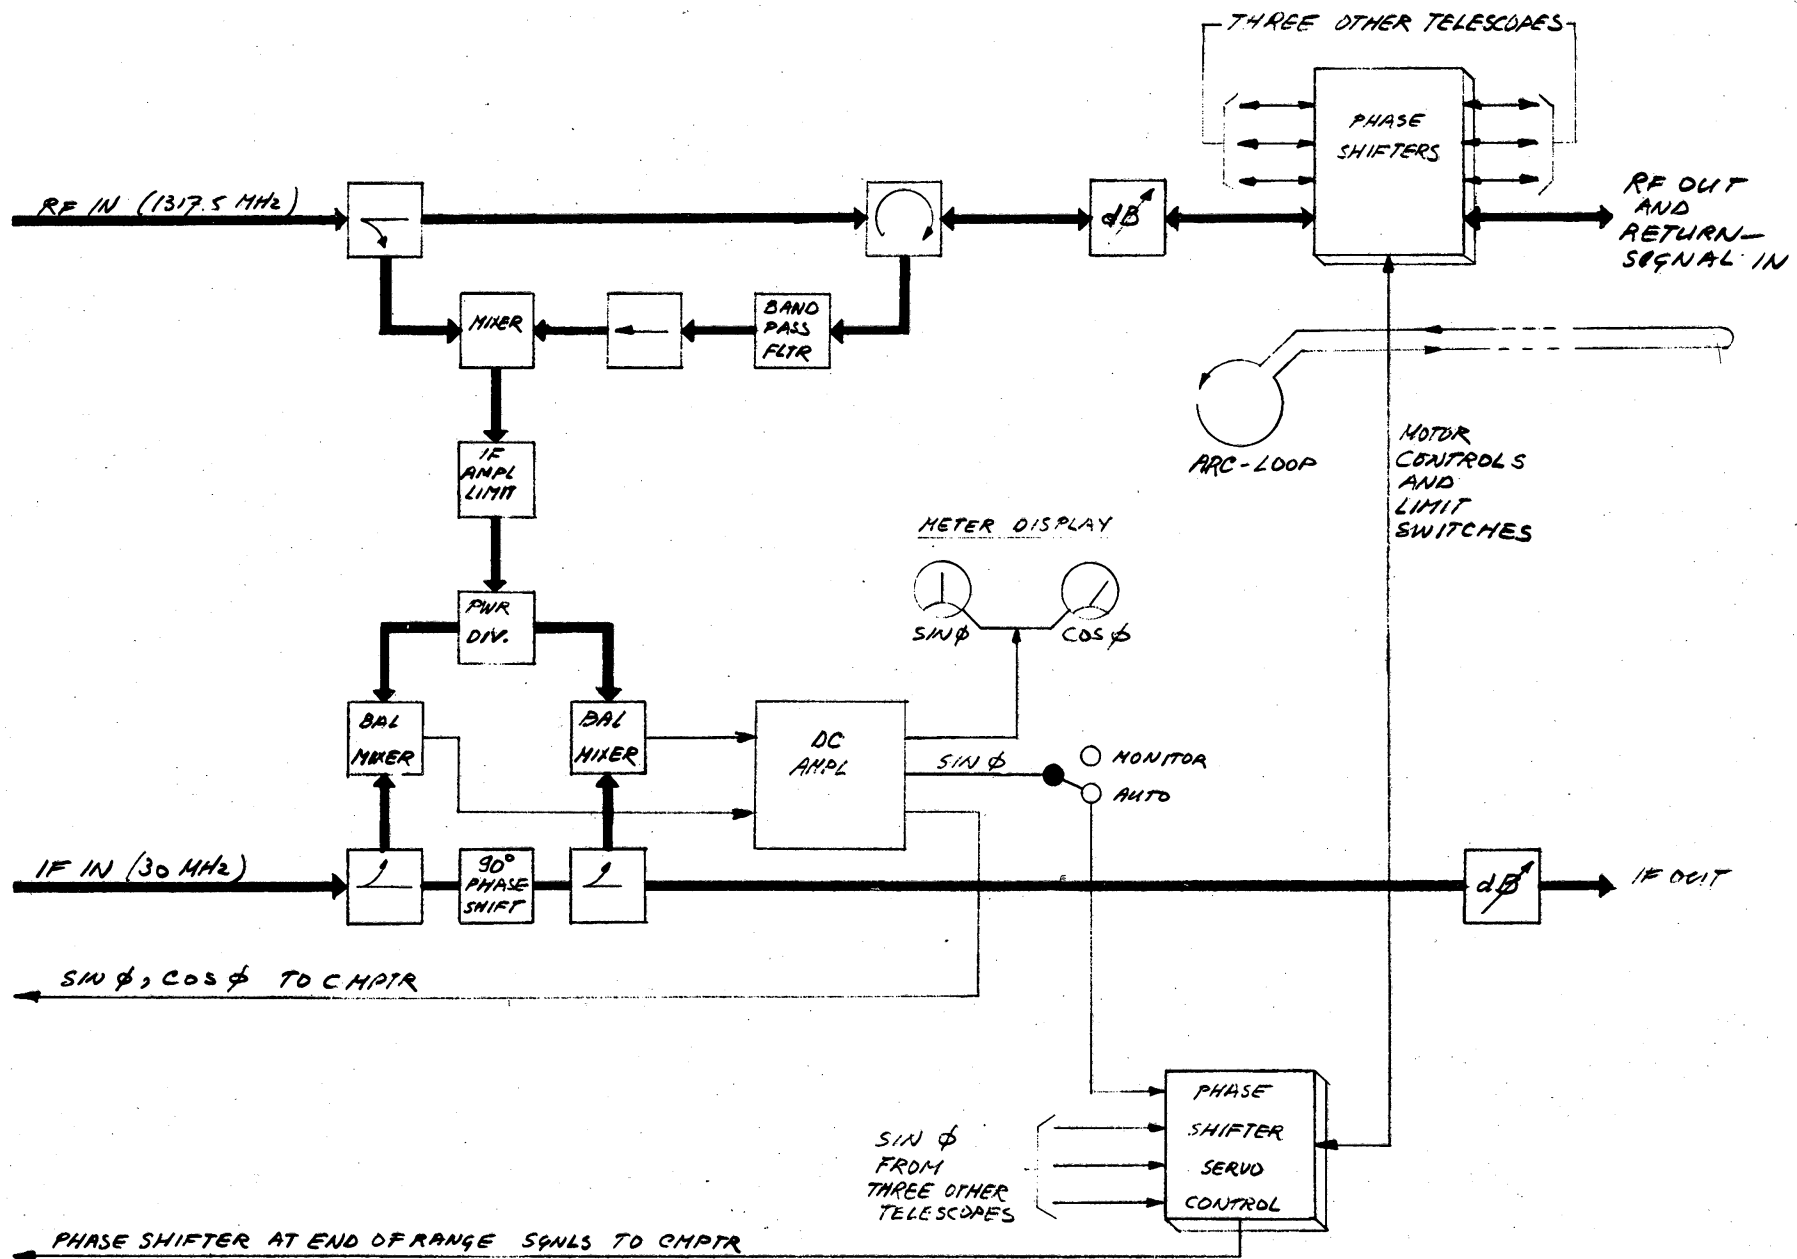 THREE OTHER TELESCOPES
PHASE
SHIFTERS
RF IN (1317.5 MHz)
dB
RF OUT
AND
RETURN-
SIGNAL IN
MIXER
BAND
PASS
FLTR
IF
AMPL
LIMIT
ARC-LOOP
MOTOR
CONTROLS
AND
LIMIT
SWITCHES
METER DISPLAY
SIN φ
COS φ
PWR
DIV.
BAL
MIXER
BAL
MIXER
DC
AMPL
SIN φ
MONITOR
AUTO
IF IN (30 MHz)
90°
PHASE
SHIFT
dB
IF OUT
SIN φ, COS φ TO CMPTR
PHASE
SHIFTER
SERVO
CONTROL
SIN φ
FROM
THREE OTHER
TELESCOPES
PHASE SHIFTER AT END OF RANGE SGNLS TO CMPTR